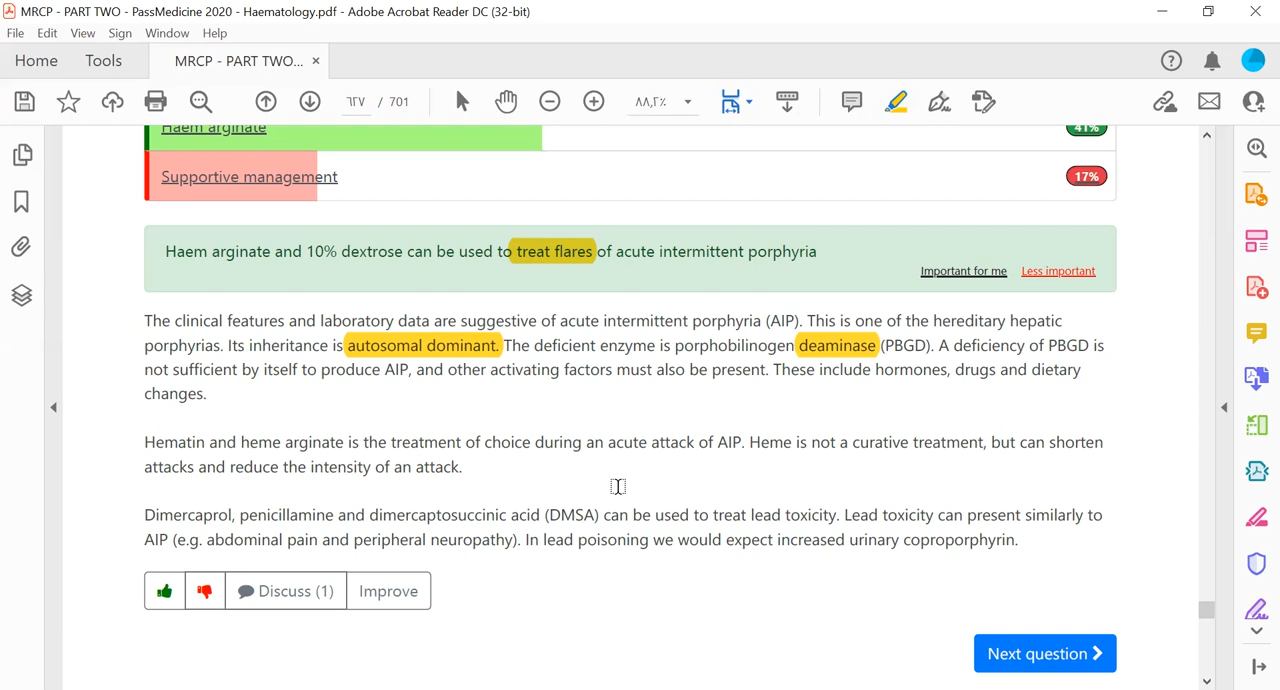 MRCP - PART TWO - PassMedicine 2020 - Haematology.pdf - Adobe Acrobat Reader DC (32-bit)
File Edit View Sign Window Help
Home Tools MRCP - PART TWO... ×
٦٣٧ / 701 ٨٨٫٢٪
Haem arginate 41%
Supportive management 17%
Haem arginate and 10% dextrose can be used to treat flares of acute intermittent porphyria
Important for me Less important
The clinical features and laboratory data are suggestive of acute intermittent porphyria (AIP). This is one of the hereditary hepatic
porphyrias. Its inheritance is autosomal dominant. The deficient enzyme is porphobilinogen deaminase (PBGD). A deficiency of PBGD is
not sufficient by itself to produce AIP, and other activating factors must also be present. These include hormones, drugs and dietary
changes.
Hematin and heme arginate is the treatment of choice during an acute attack of AIP. Heme is not a curative treatment, but can shorten
attacks and reduce the intensity of an attack.
Dimercaprol, penicillamine and dimercaptosuccinic acid (DMSA) can be used to treat lead toxicity. Lead toxicity can present similarly to
AIP (e.g. abdominal pain and peripheral neuropathy). In lead poisoning we would expect increased urinary coproporphyrin.
Discuss (1) Improve
Next question